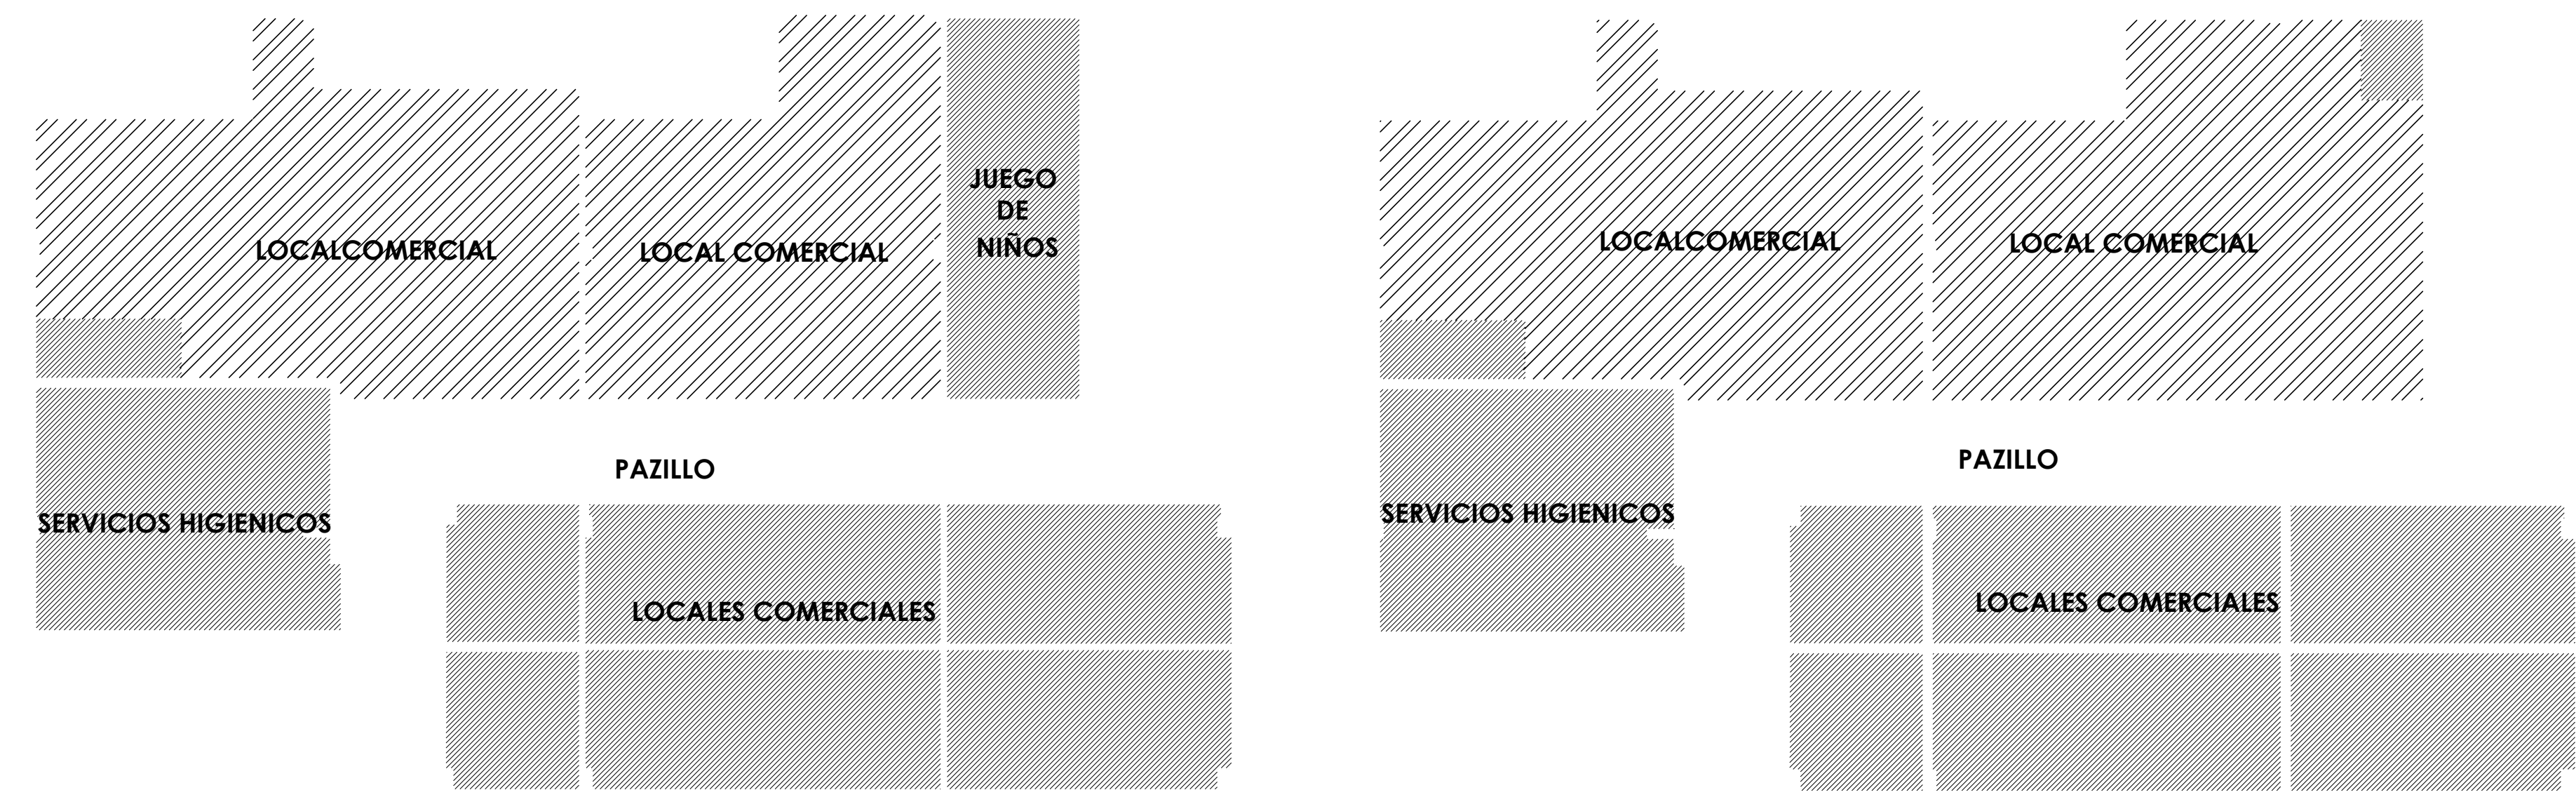 JUEGO
DE
NIÑOS
LOCALCOMERCIAL
LOCAL COMERCIAL
PAZILLO
SERVICIOS HIGIENICOS
LOCALES COMERCIALES
LOCALCOMERCIAL
LOCAL COMERCIAL
PAZILLO
SERVICIOS HIGIENICOS
LOCALES COMERCIALES